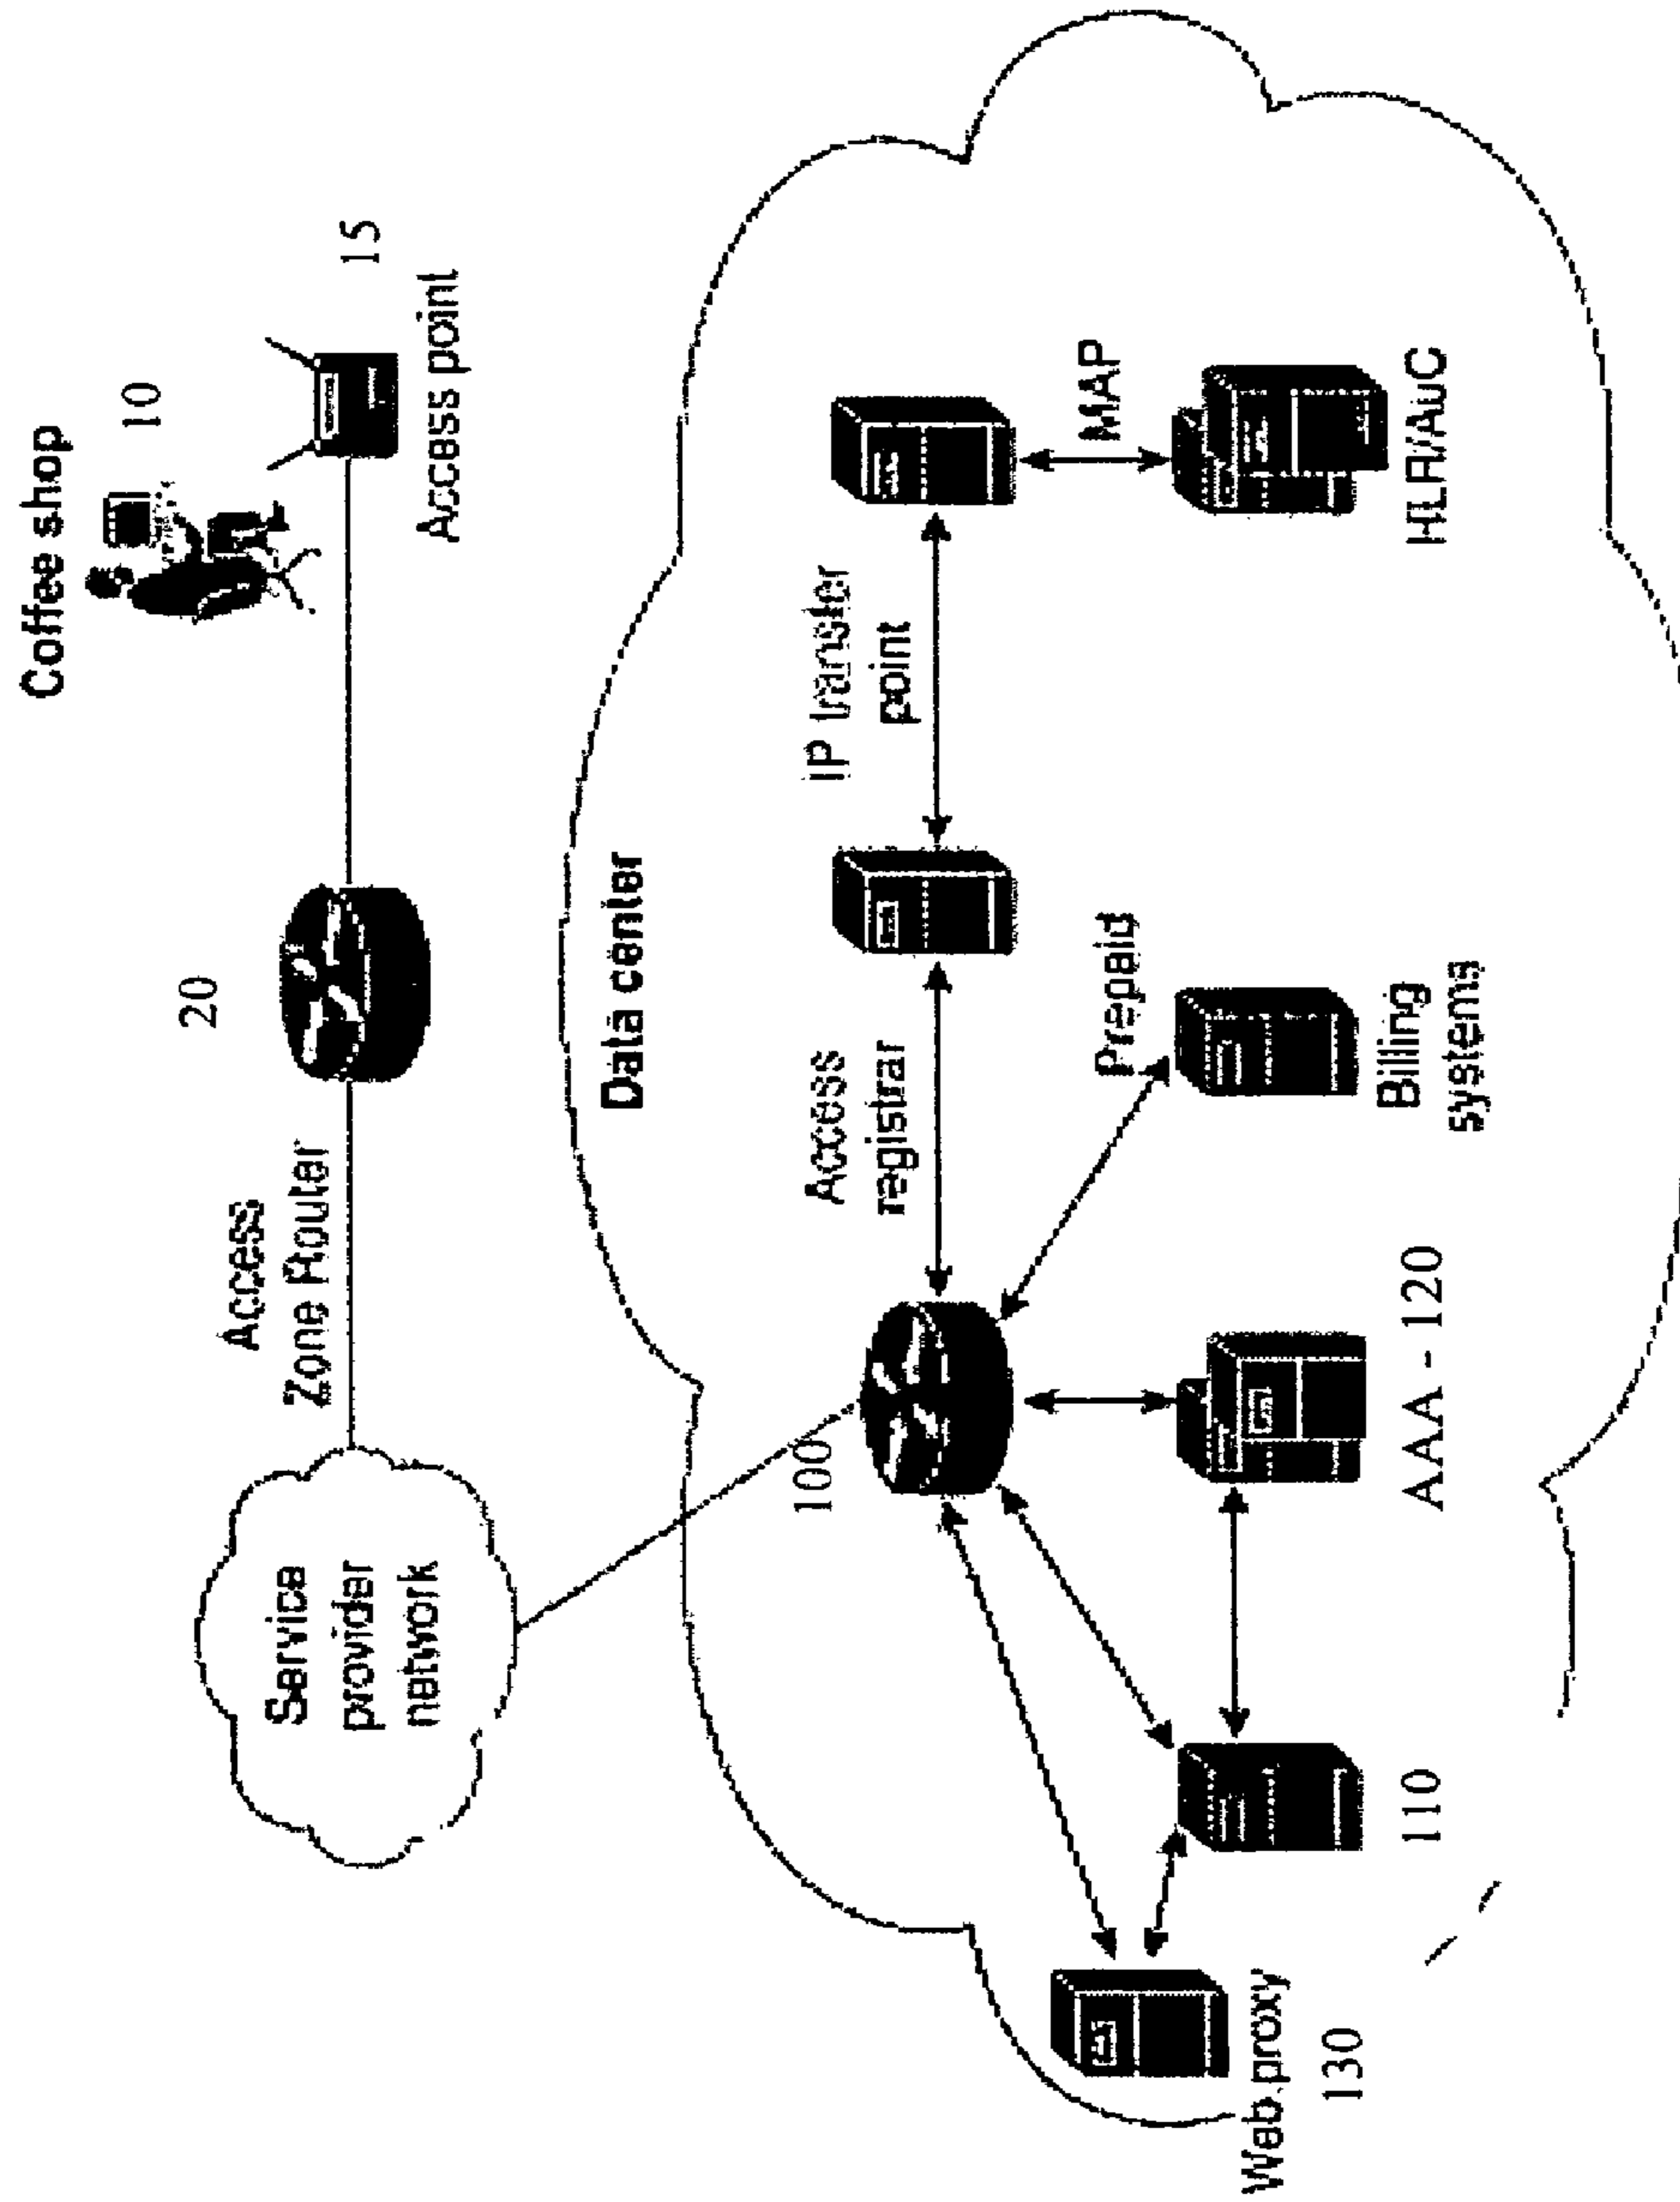 Coffee shop
10
15
Access point
20
Access
Zone Router
Service
provider
network
Data center
100
Access
registrar
IP transfer
point
MAP
HLR/AuC
Prepaid
Billing
systems
AAA - 120
110
Web proxy
130